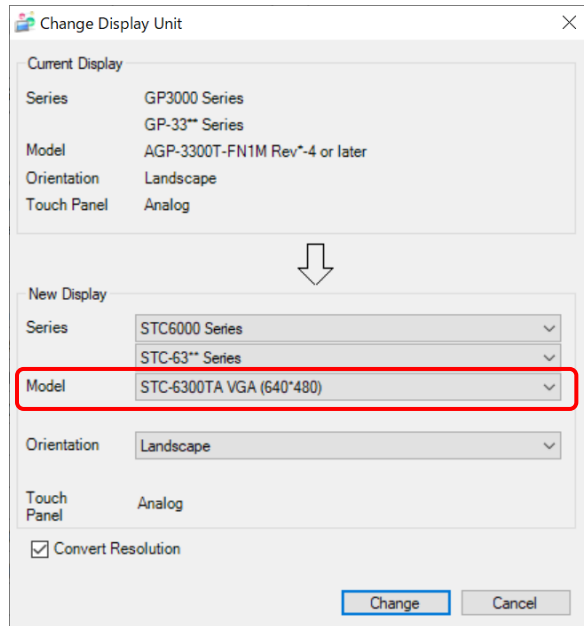 Change Display Unit
Current Display
Series GP3000 Series
GP-33** Series
Model AGP-3300T-FN1M Rev*-4 or later
Orientation Landscape
Touch Panel Analog
New Display
Series STC6000 Series
STC-63** Series
Model STC-6300TA VGA (640*480)
Orientation Landscape
Touch
Panel Analog
Convert Resolution
Change Cancel